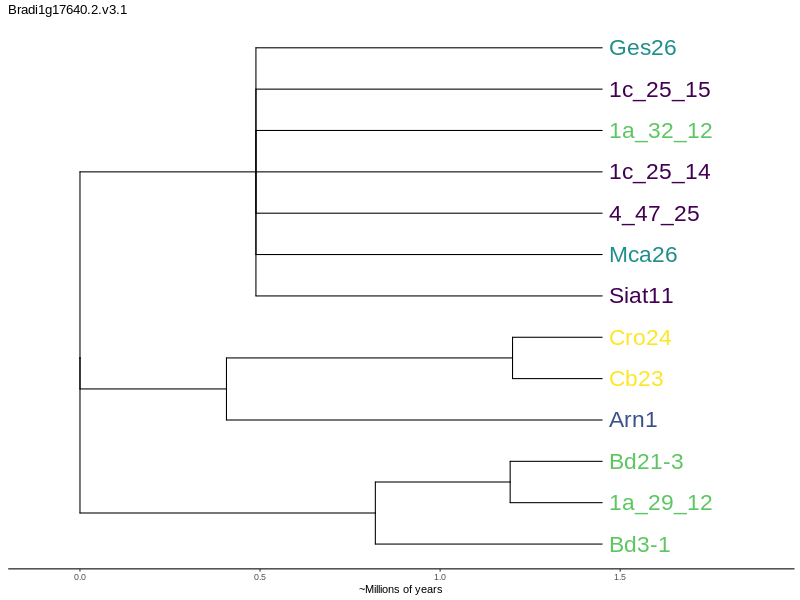 Bradi1g17640.2.v3.1
Ges26
1c_25_15
1a_32_12
1c_25_14
4_47_25
Mca26
Siat11
Cro24
Cb23
Arn1
Bd21-3
1a_29_12
Bd3-1
0.0 0.5 1.0 1.5
~Millions of years